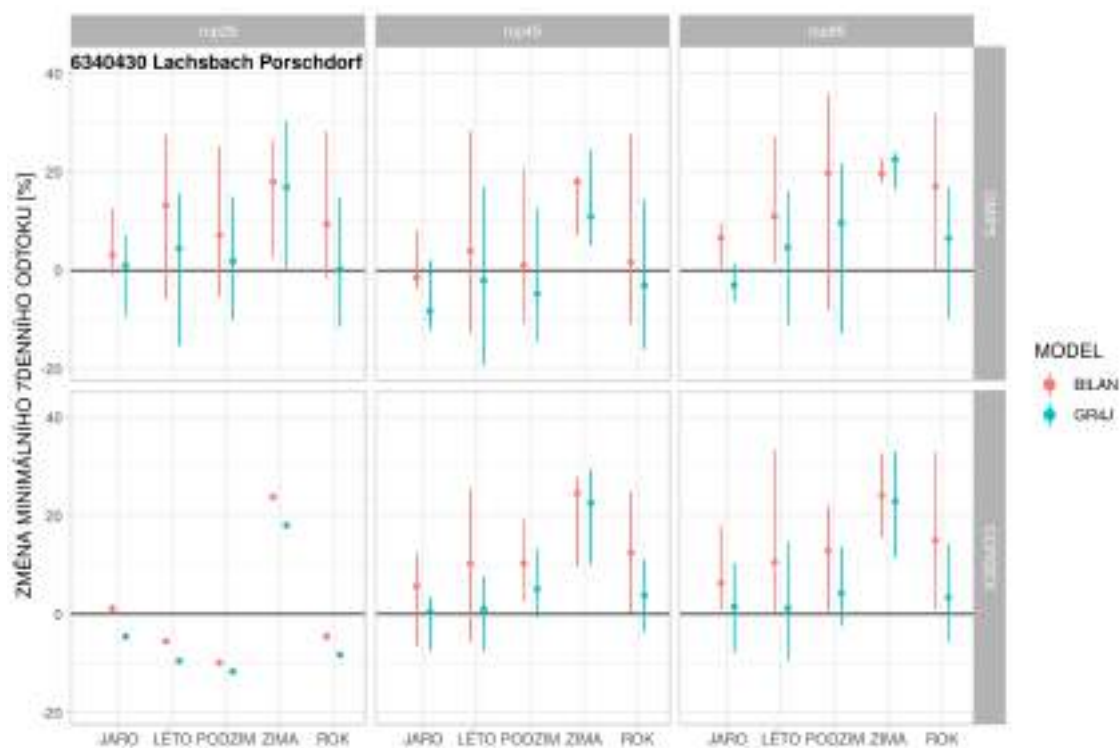 6340430 Lachsbach Porschdorf
ZMĚNA MINIMÁLNÍHO 7DENNÍHO ODTOKU [%]
40
20
0
-20
40
20
0
-20
JARO LÉTO PODZIM ZIMA ROK
JARO LÉTO PODZIM ZIMA ROK
JARO LÉTO PODZIM ZIMA ROK
MODEL
BILAN
GR4J